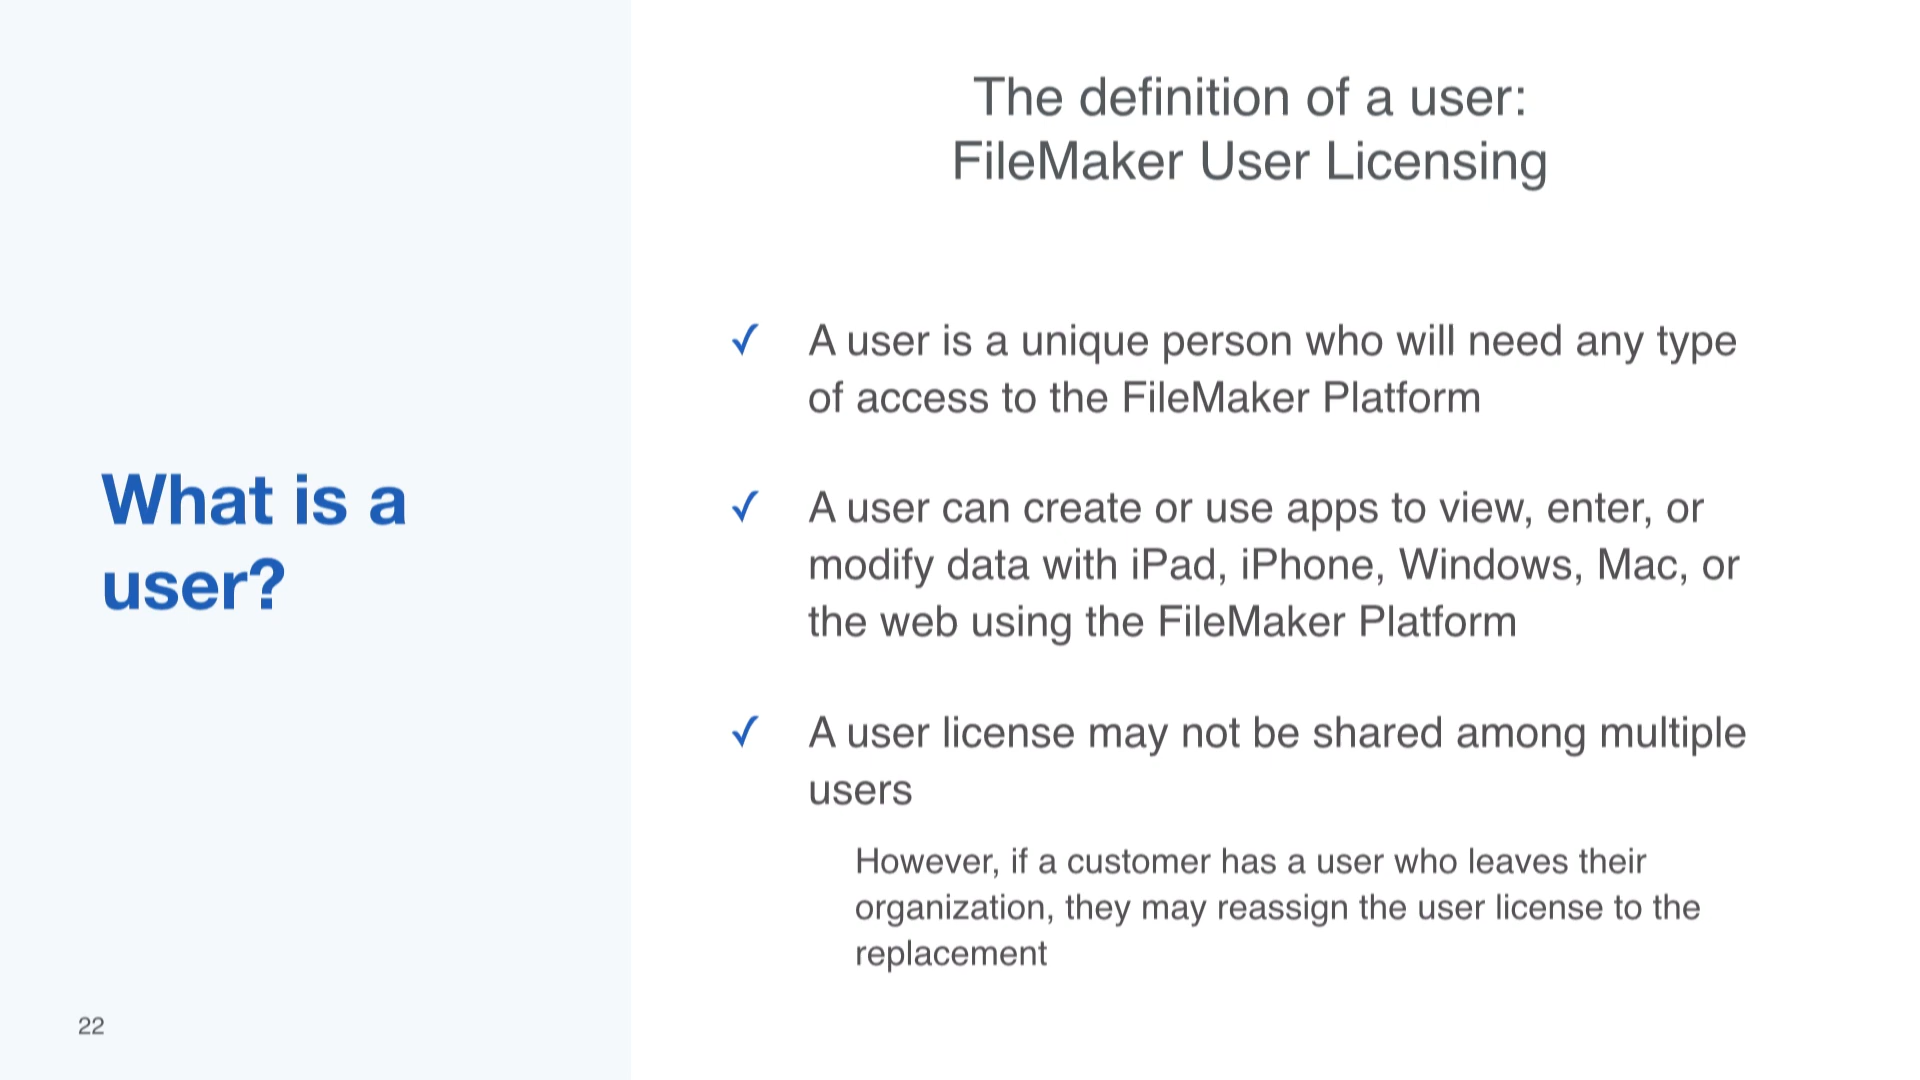 What is a
user?
The definition of a user:
FileMaker User Licensing
✓ A user is a unique person who will need any type
of access to the FileMaker Platform
✓ A user can create or use apps to view, enter, or
modify data with iPad, iPhone, Windows, Mac, or
the web using the FileMaker Platform
✓ A user license may not be shared among multiple
users
However, if a customer has a user who leaves their
organization, they may reassign the user license to the
replacement
22